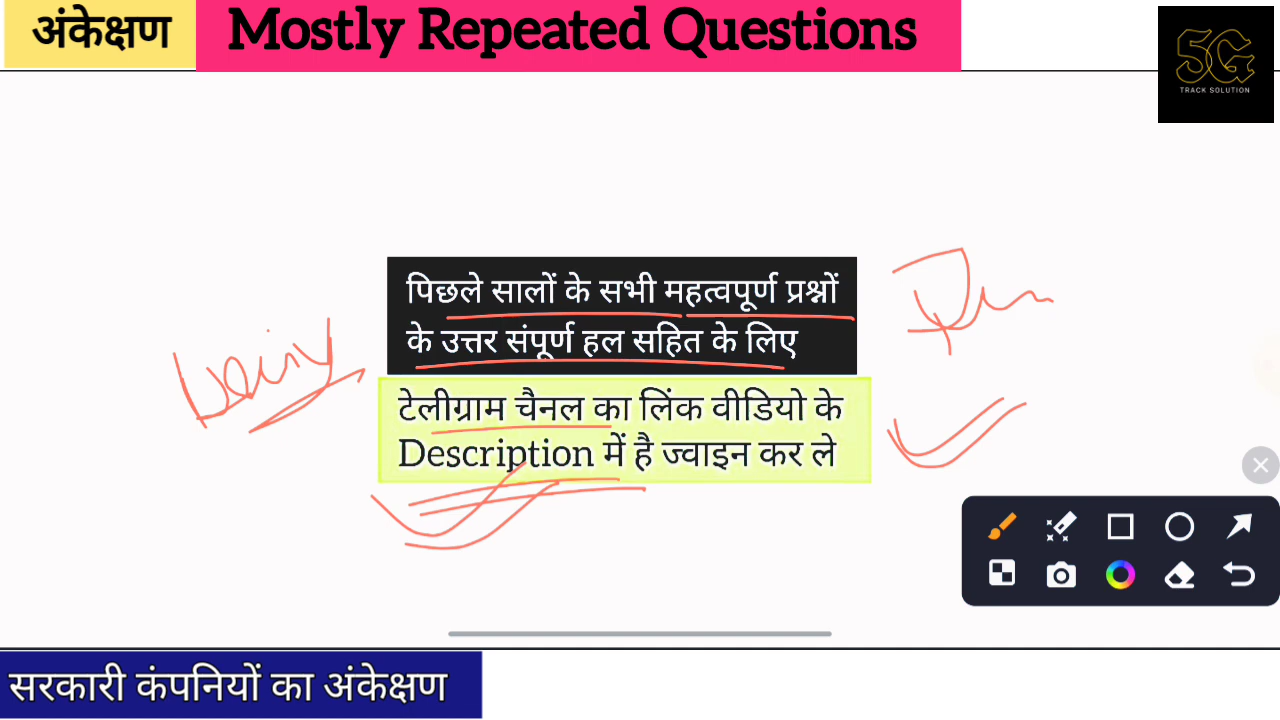 अंकेक्षण
Mostly Repeated Questions
5G
TRACK SOLUTION
पिछले सालों के सभी महत्वपूर्ण प्रश्नों
के उत्तर संपूर्ण हल सहित के लिए
टेलीग्राम चैनल का लिंक वीडियो के
Description में है ज्वाइन कर ले
सरकारी कंपनियों का अंकेक्षण